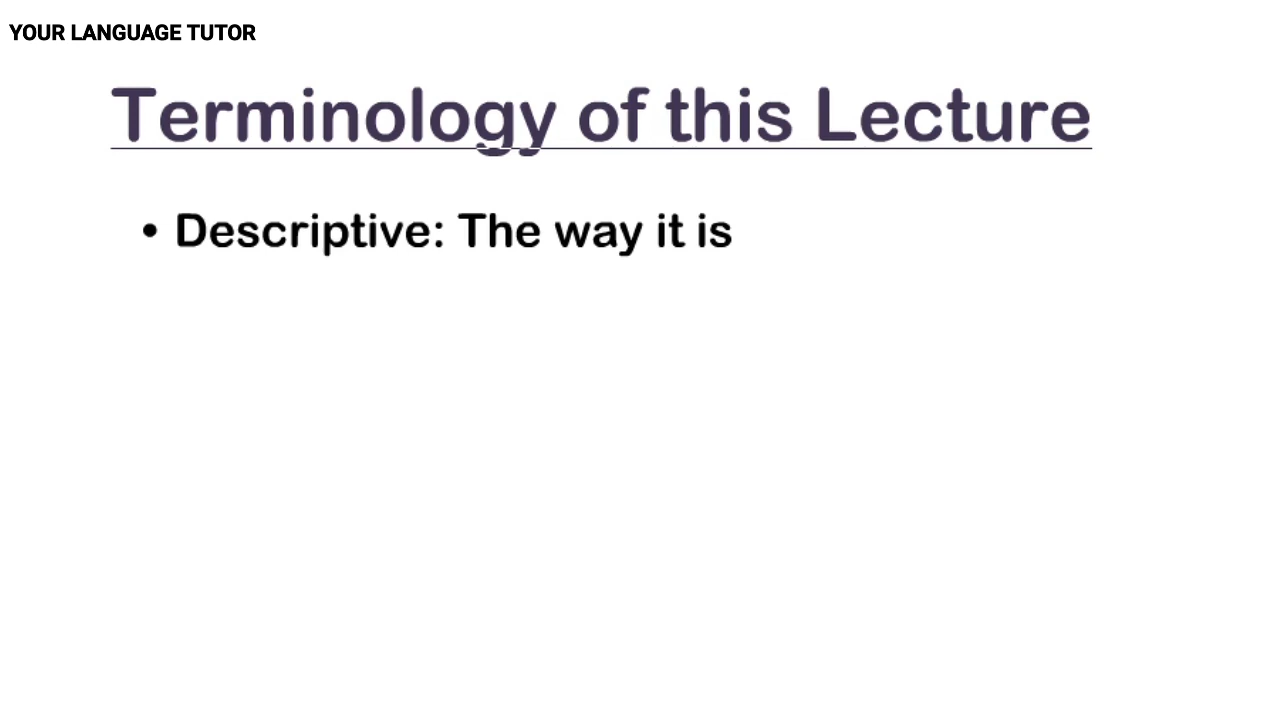 YOUR LANGUAGE TUTOR
Terminology of this Lecture
• Descriptive: The way it is